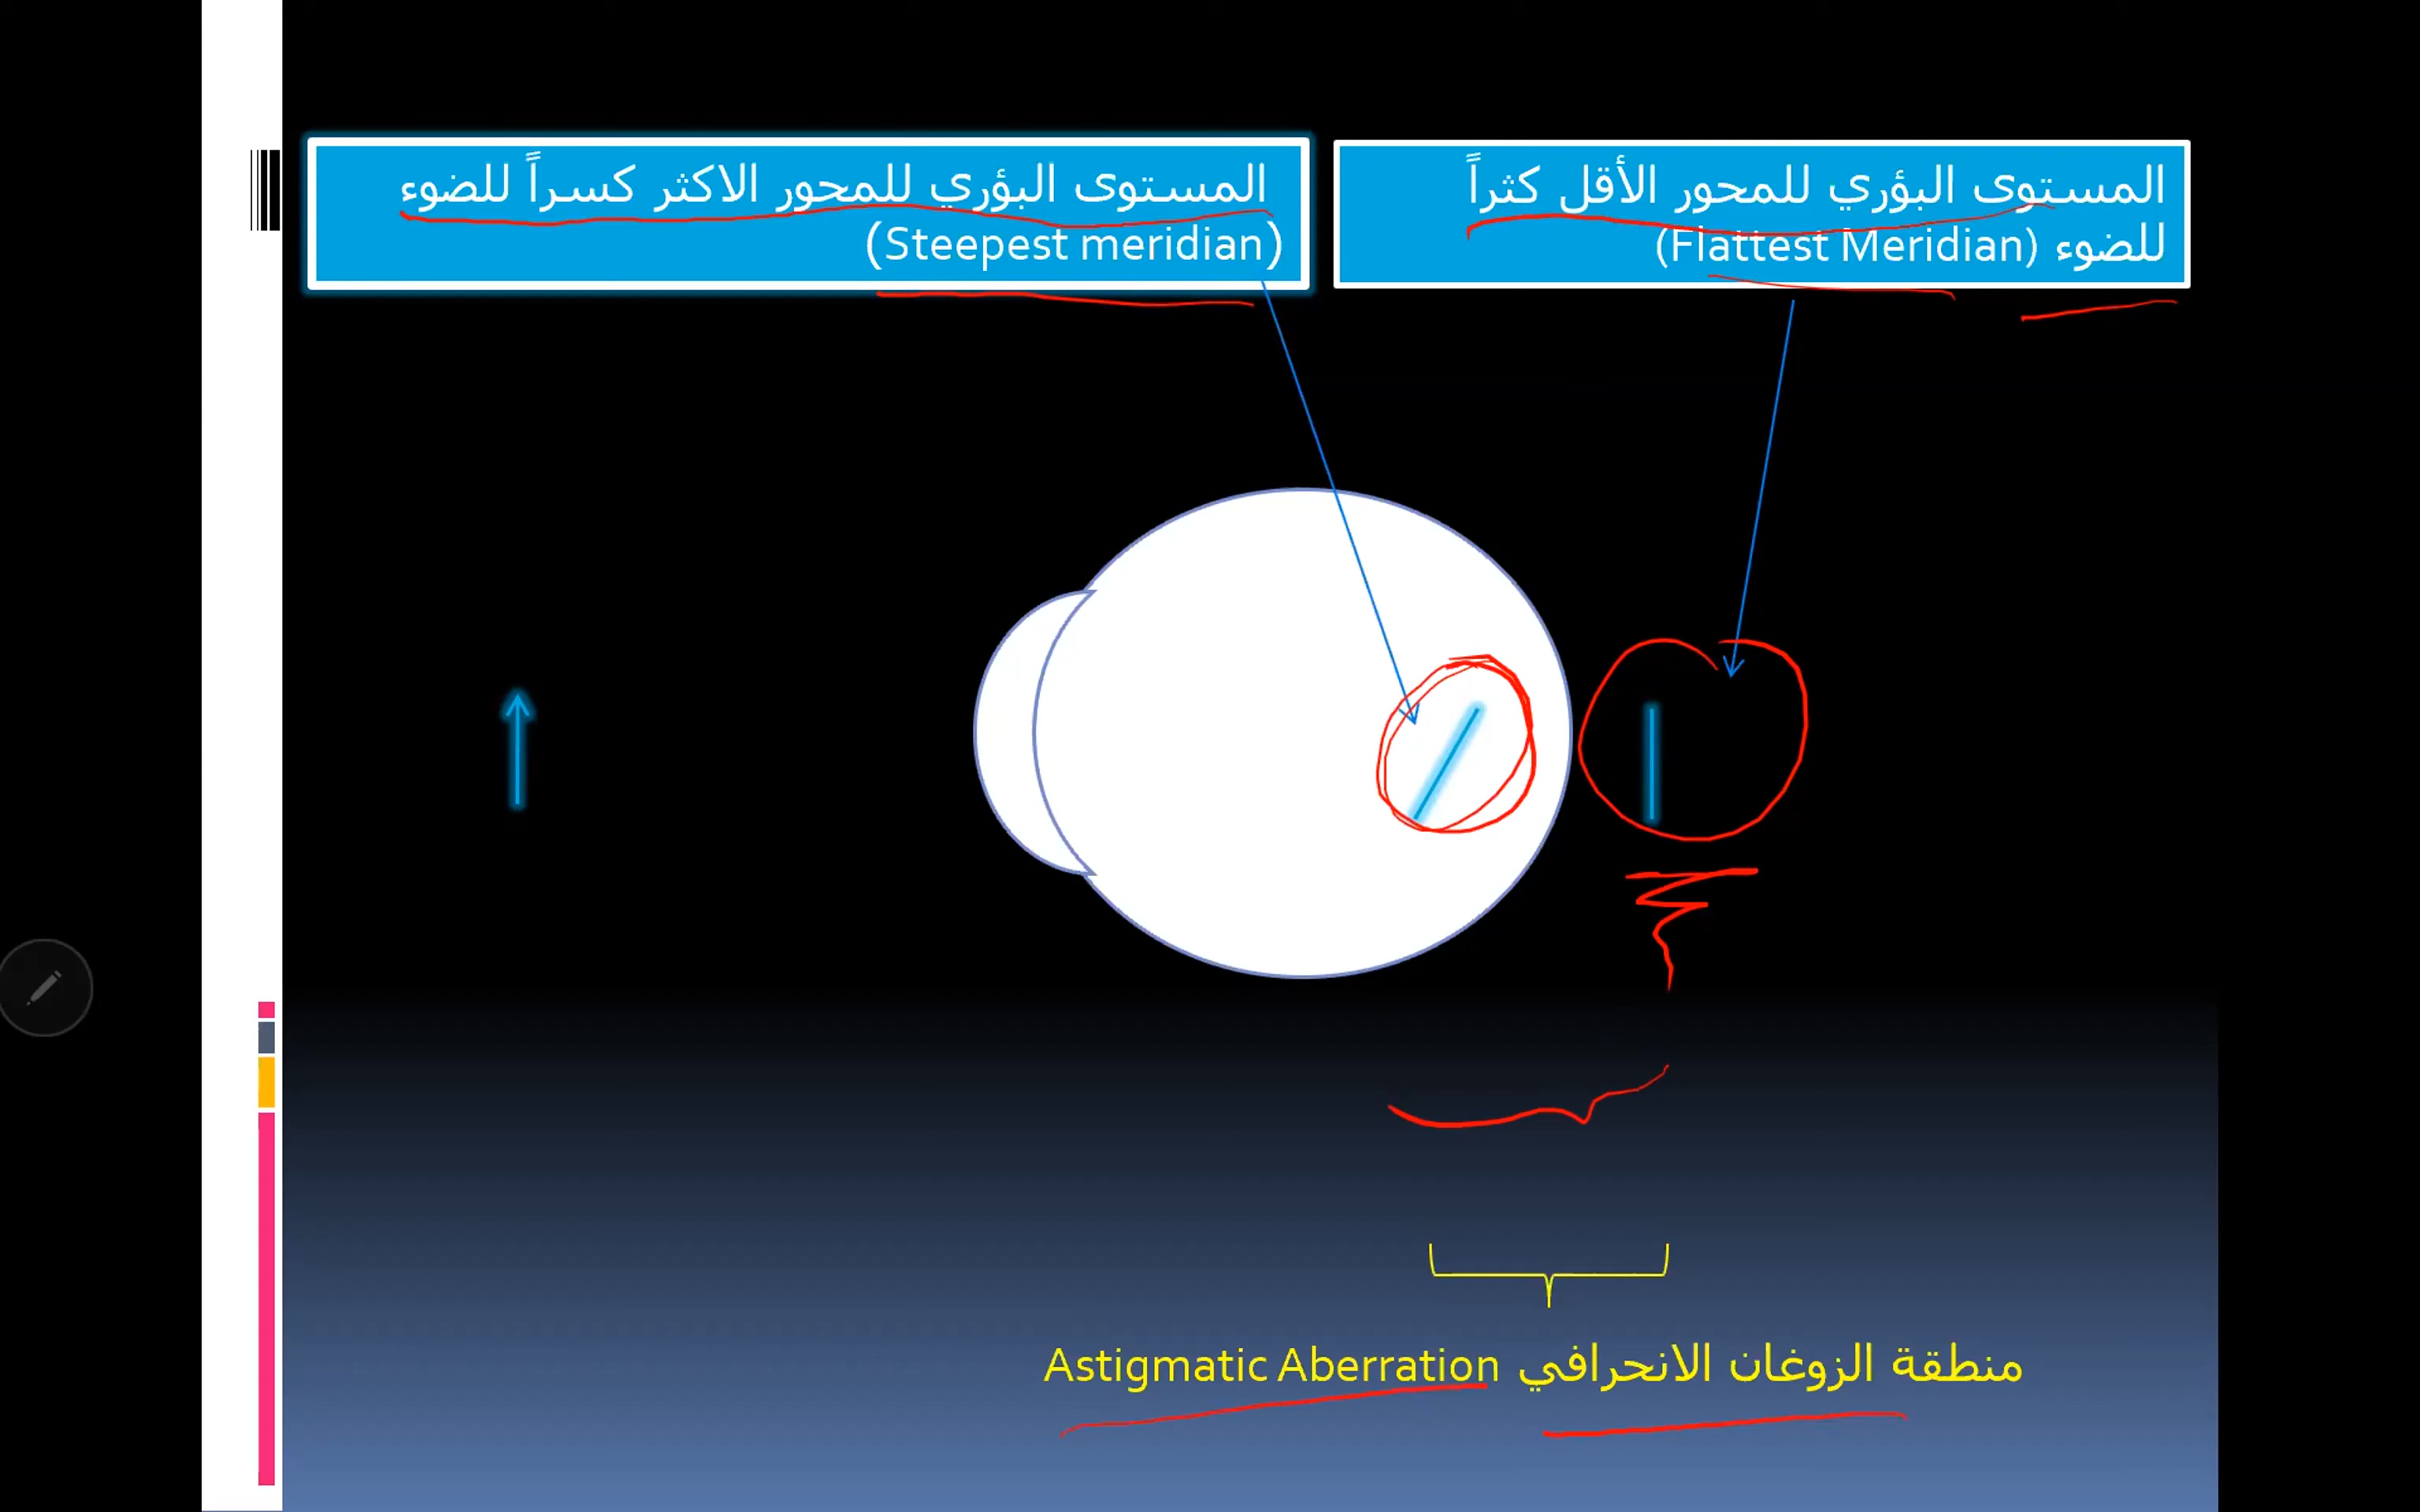 المستوى البؤري للمحور الأقل كثراً
للضوء (Flattest Meridian)
المستوى البؤري للمحور الاكثر كسراً للضوء
(Steepest meridian)
منطقة الزوغان الانحرافي Astigmatic Aberration